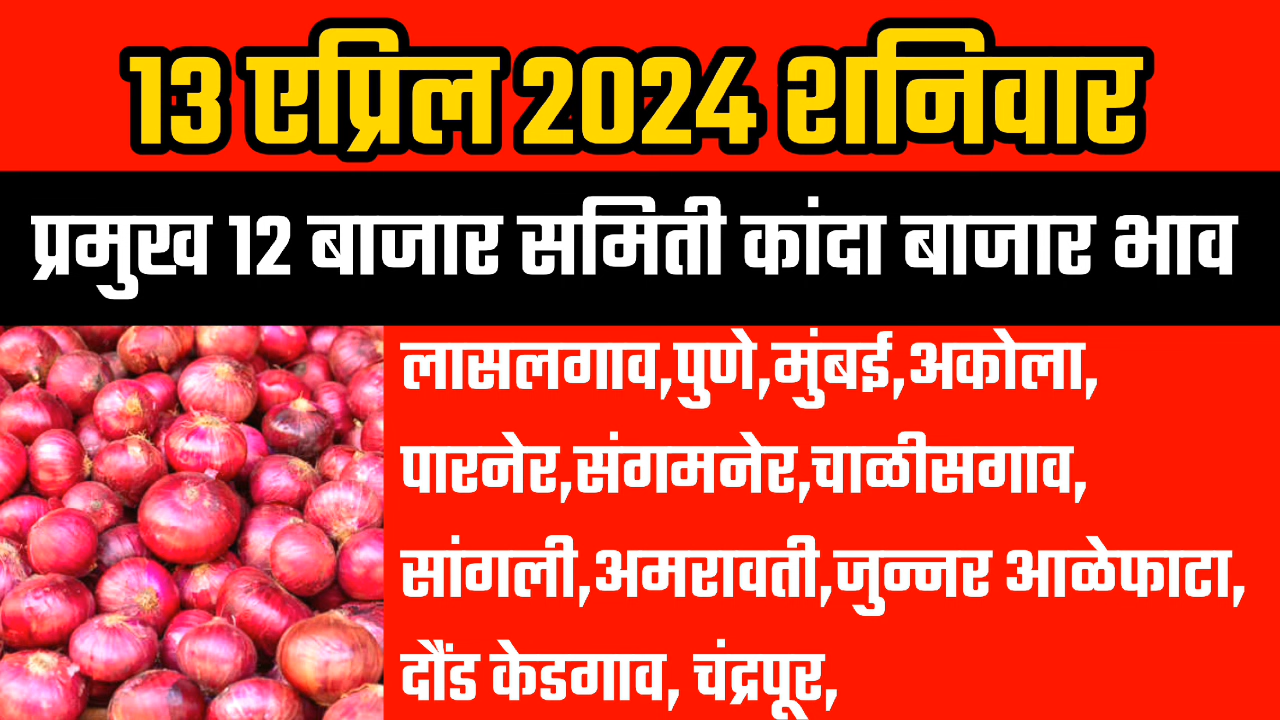 13 एप्रिल 2024 शनिवार
प्रमुख 12 बाजार समिती कांदा बाजार भाव
लासलगाव,पुणे,मुंबई,अकोला,
पारनेर,संगमनेर,चाळीसगाव,
सांगली,अमरावती,जुन्नर आळेफाटा,
दौंड केडगाव, चंद्रपूर,